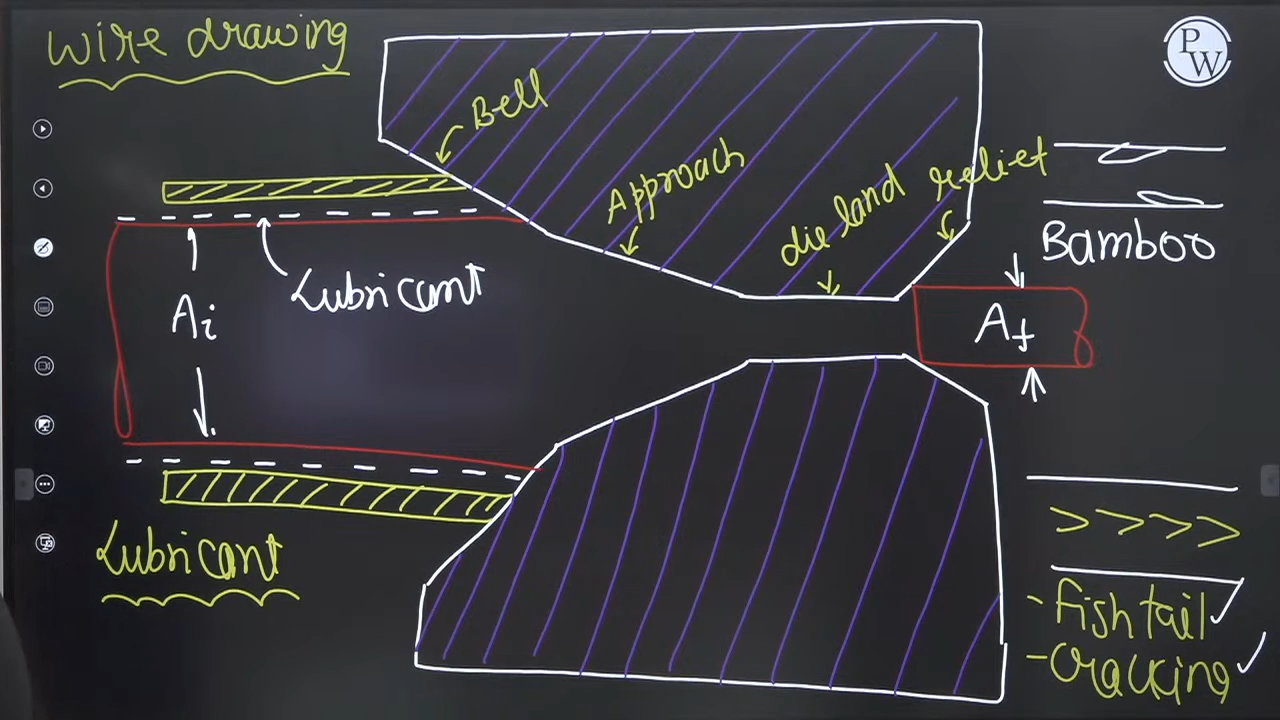 Wire drawing
PW
Bell
Approach
die land
relief
Lubricant
Bamboo
Ai
Af
Lubricant
>>>>
- Fish tail ✓
- Cracking ✓